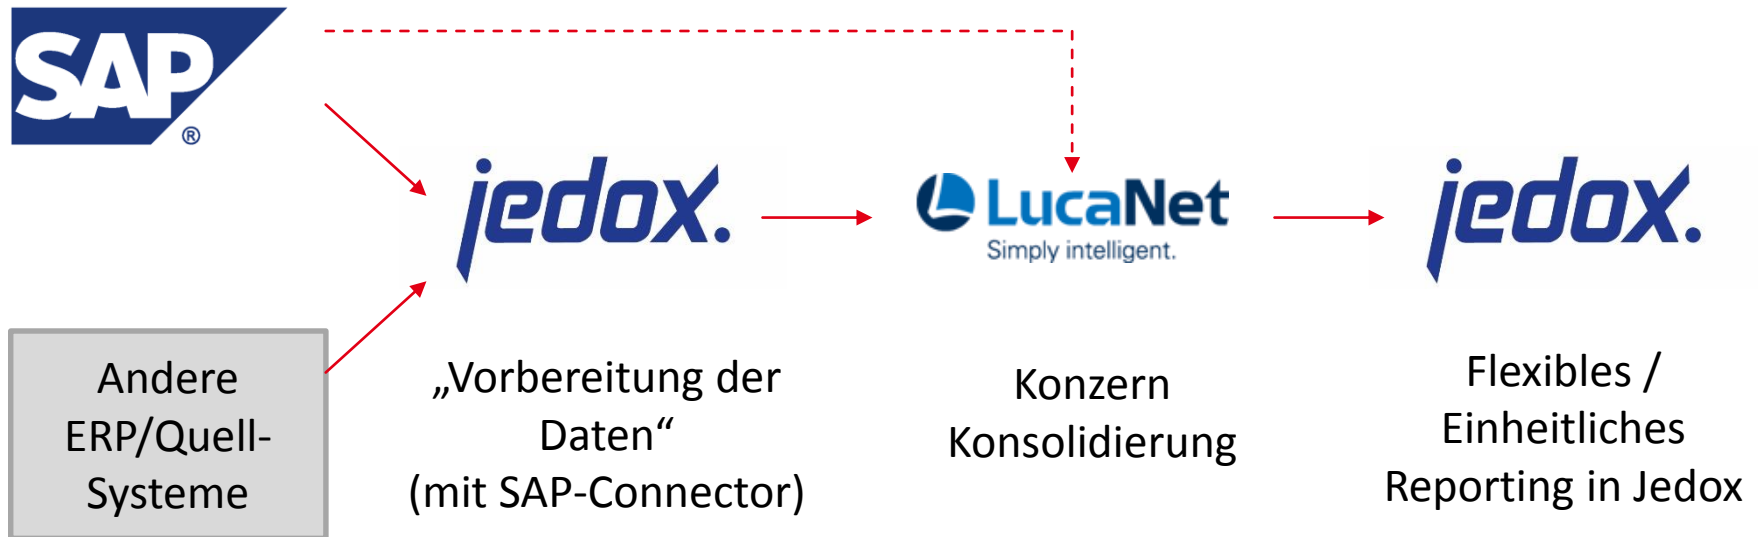 SAP
®
jedox.
LucaNet
Simply intelligent.
jedox.
Andere
ERP/Quell-
Systeme
„Vorbereitung der
Daten“
(mit SAP-Connector)
Konzern
Konsolidierung
Flexibles /
Einheitliches
Reporting in Jedox